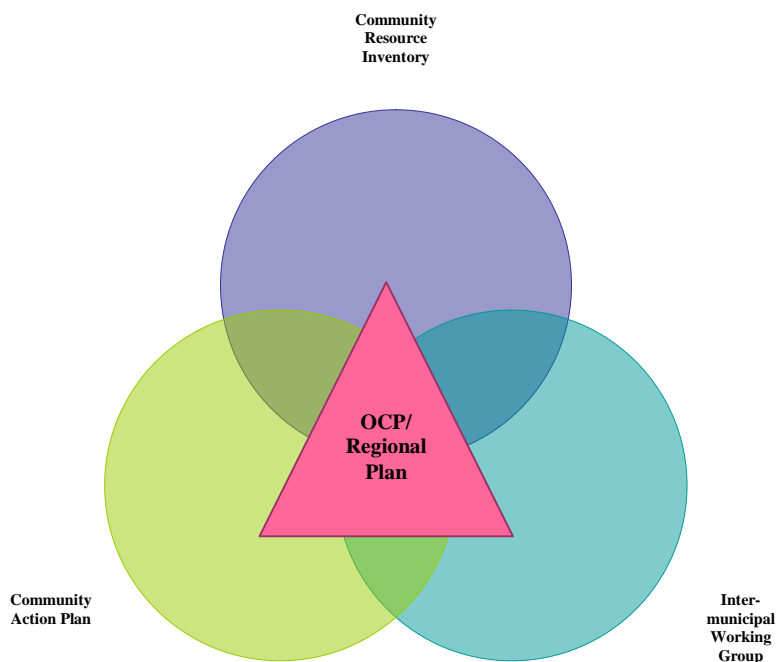 Community
Resource
Inventory
OCP/
Regional
Plan
Community
Action Plan
Inter-
municipal
Working
Group